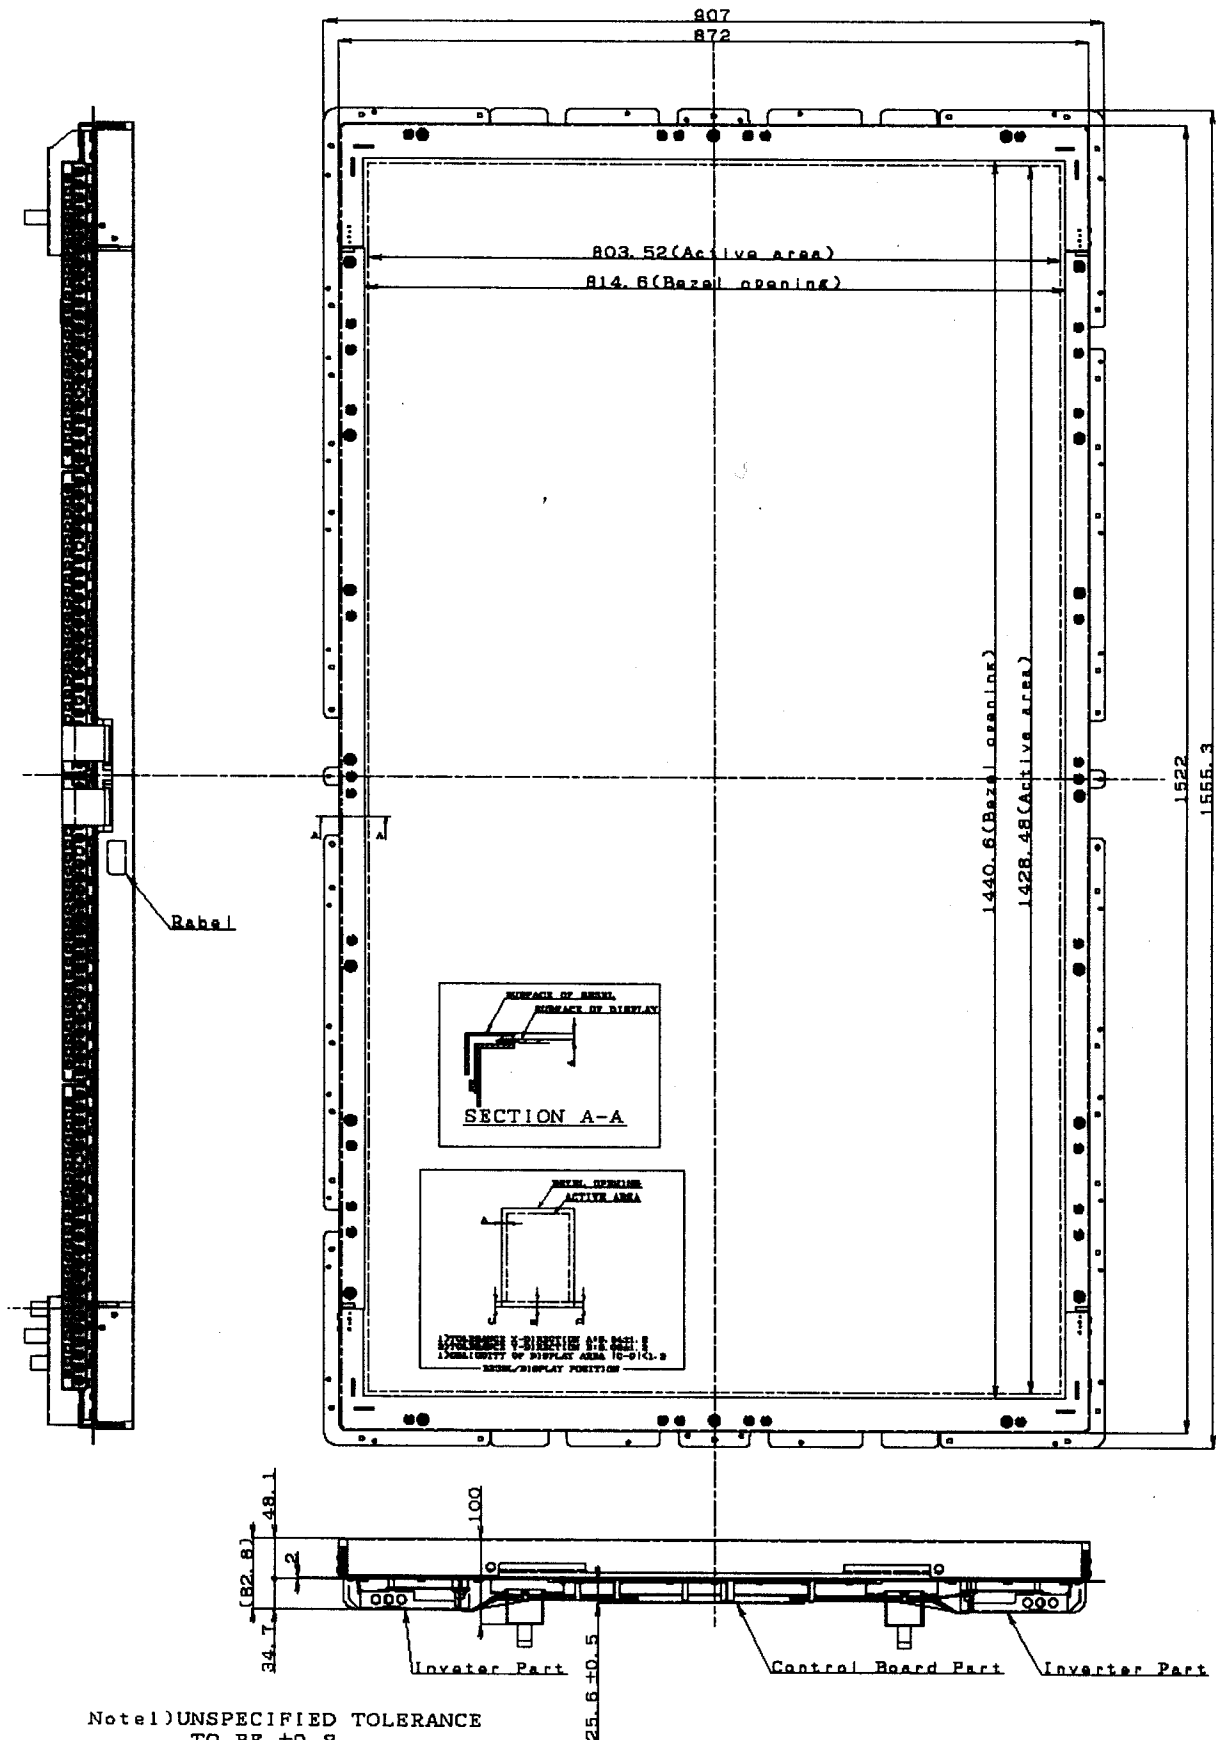 907
872
803.52(Active area)
814.6(Bezel opening)
1440.6(Bezel opening)
1428.48(Active area)
1522
1555.3
A
A
Rabel
SURFACE OF BEZEL
SURFACE OF DISPLAY
A
SECTION A-A
BEZEL OPENING
ACTIVE AREA
A
C
B
D
BEZEL/DISPLAY POSITION
48.1
100
(82.8)
2
34.7
25.6 ±0.5
Inveter Part
Control Board Part
Inverter Part
Note1)UNSPECIFIED TOLERANCE